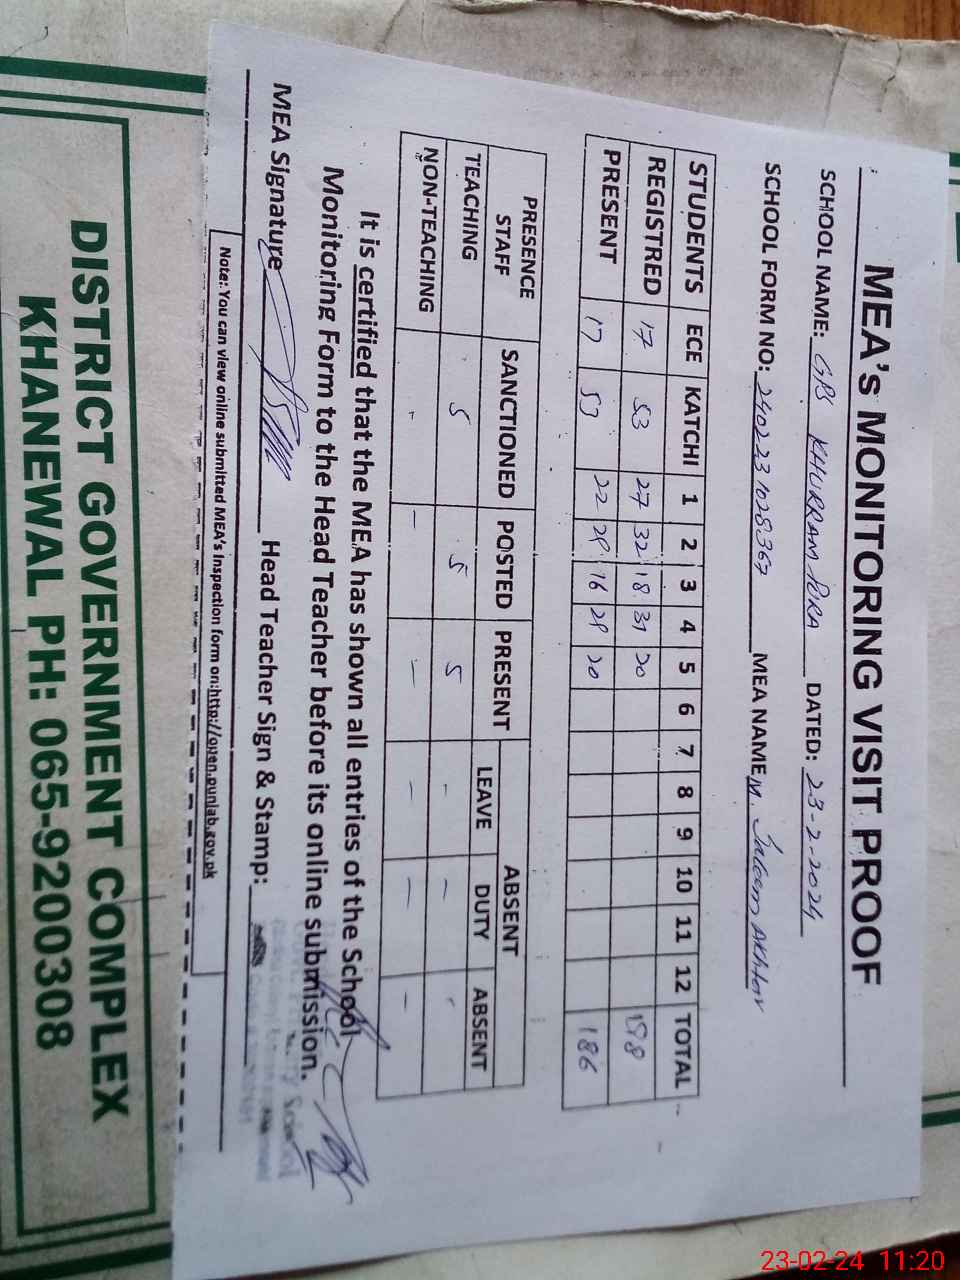 MEA's MONITORING VISIT PROOF
SCHOOL NAME: GPS KHURRAM PURA DATED: 23-2-2024
SCHOOL FORM NO: 2402231028367 MEA NAME M. Akhtar
STUDENTS ECE KATCHI 1 2 3 4 5 6 7 8 9 10 11 12 TOTAL
REGISTRED 17 53 27 32 18 31 20 198
PRESENT 17 53 22 28 16 28 20 186
PRESENCE STAFF SANCTIONED POSTED PRESENT ABSENT
LEAVE DUTY ABSENT
TEACHING 5 5 5 - - -
NON-TEACHING - - - - - -
It is certified that the MEA has shown all entries of the School
Monitoring Form to the Head Teacher before its online submission.
MEA Signature Head Teacher Sign & Stamp:
Note: You can view online submitted MEA's Inspection form on:http://open.punjab.gov.pk
DISTRICT GOVERNMENT COMPLEX
KHANEWAL PH: 065-9200308
23-02-24 11:20